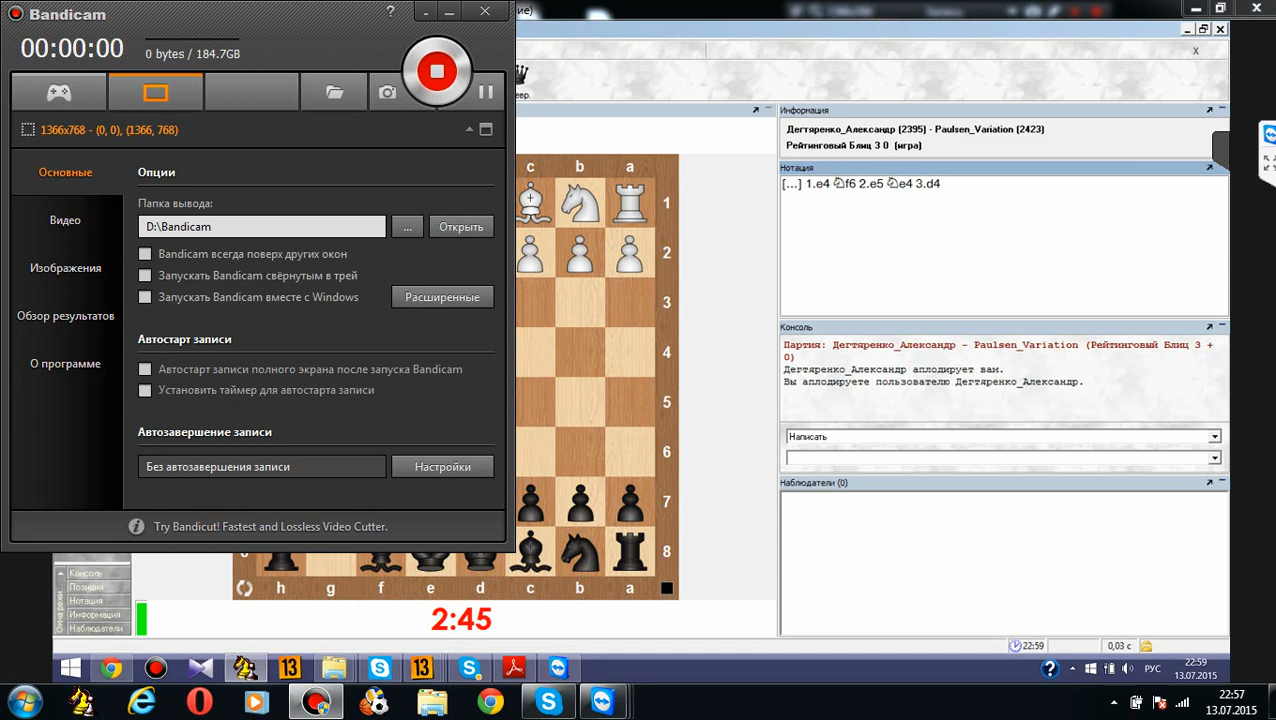 Bandicam
?
00:00:00
0 bytes / 184.7GB
1366x768 - (0, 0), (1366, 768)
Основные
Видео
Изображения
Обзор результатов
О программе
Опции
Папка вывода:
D:\Bandicam
...
Открыть
Bandicam всегда поверх других окон
Запускать Bandicam свёрнутым в трей
Запускать Bandicam вместе с Windows
Расширенные
Автостарт записи
Автостарт записи полного экрана после запуска Bandicam
Установить таймер для автостарта записи
Автозавершение записи
Без автозавершения записи
Настройки
Try Bandicut! Fastest and Lossless Video Cutter.
c b a
1
2
3
4
5
6
7
8
h g f e d c b a
2:45
Консоль
Позиция
Нотация
Информация
Наблюдатели
Информация
Дегтяренко_Александр (2395) - Paulsen_Variation (2423)
Рейтинговый Блиц 3 0 (игра)
Нотация
[...] 1.e4 ♘f6 2.e5 ♘e4 3.d4
Консоль
Партия: Дегтяренко_Александр - Paulsen_Variation (Рейтинговый Блиц 3 +
0)
Дегтяренко_Александр аплодирует вам.
Вы аплодируете пользователю Дегтяренко_Александр.
Написать
Наблюдатели (0)
22:59
0,03 с
13
13
РУС
22:59
13.07.2015
22:57
13.07.2015